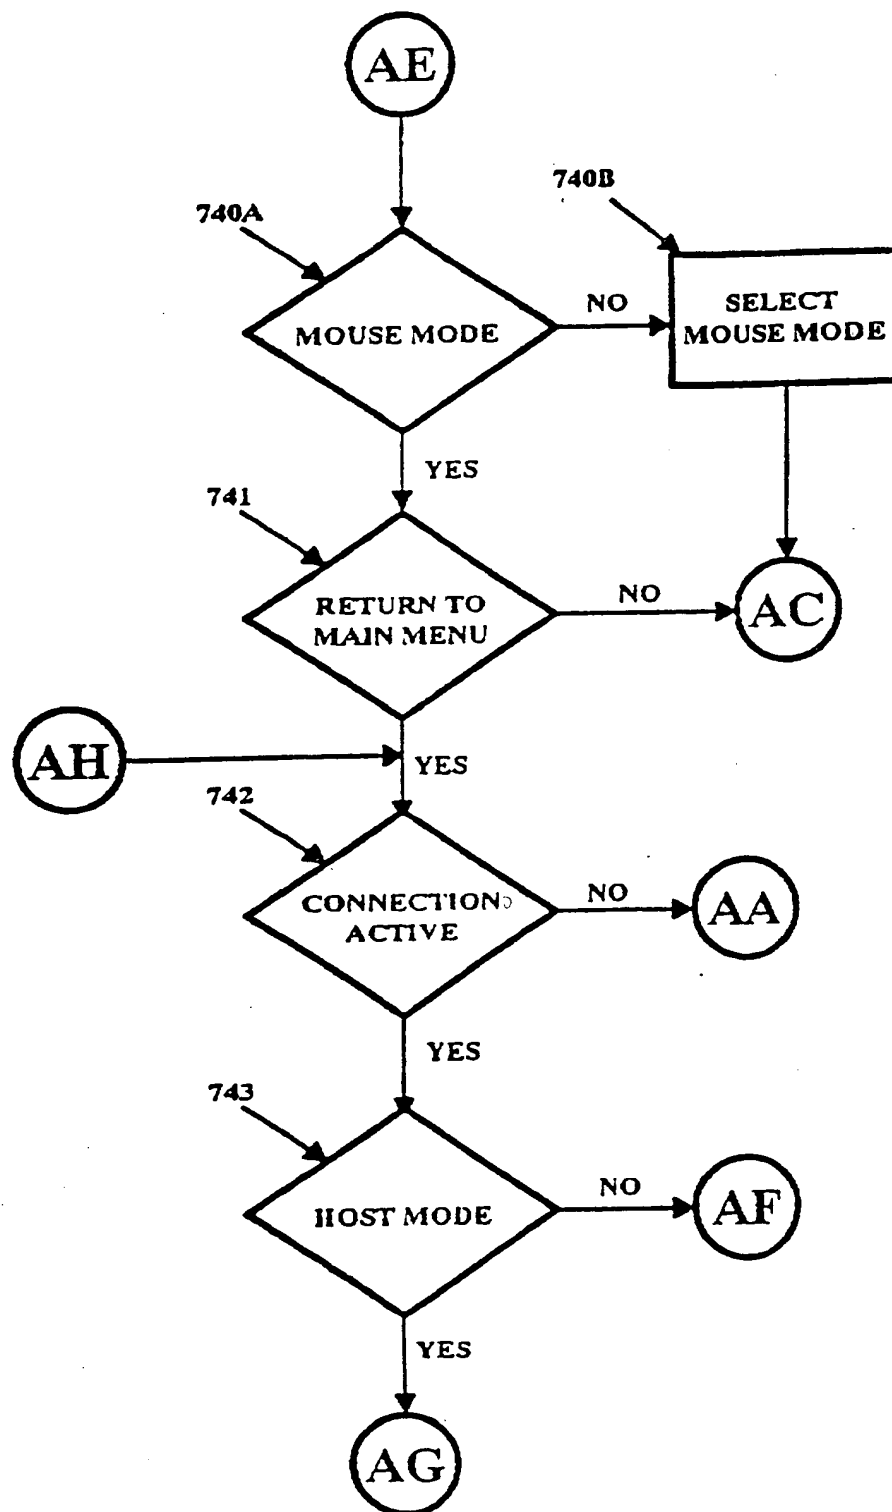 AE
740A
740B
MOUSE MODE
NO
SELECT
MOUSE MODE
YES
741
RETURN TO
MAIN MENU
NO
AC
AH
YES
742
CONNECTION
ACTIVE
NO
AA
YES
743
HOST MODE
NO
AF
YES
AG